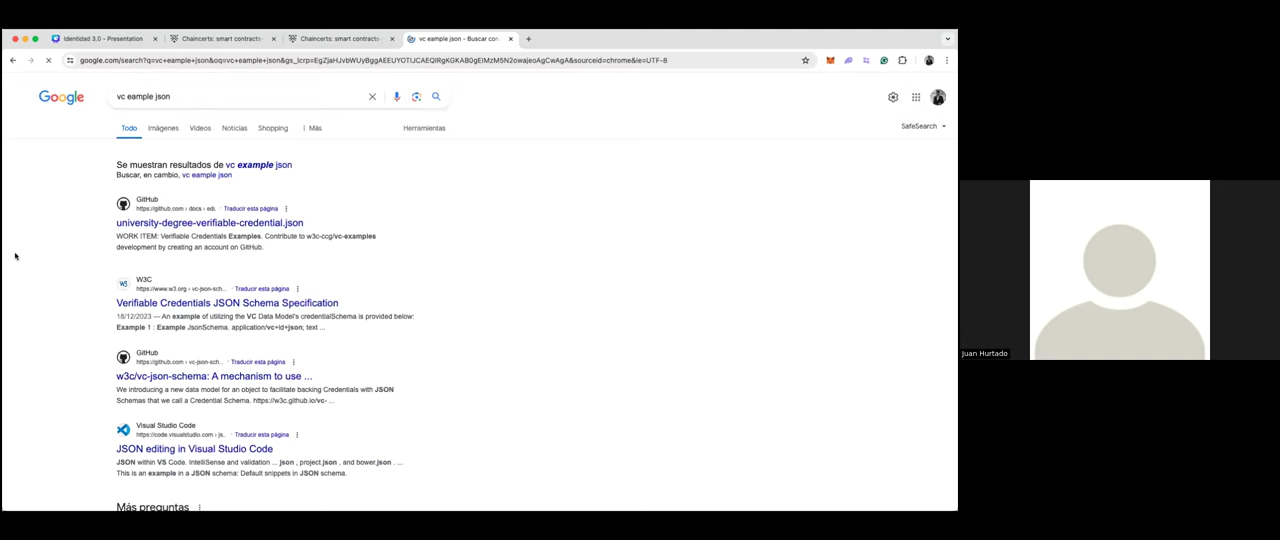 Identidad 3.0 - Presentation
Chaincerts: smart contracts
Chaincerts: smart contracts
vc eample json - Buscar con
google.com/search?q=vc+eample+json&oq=vc+eample+json&gs_lcrp=EgZjaHJvbWUyBggAEEUYOTIJCAEQIRgKGKAB0gEIMzM5N2owajeoAgCwAgA&sourceid=chrome&ie=UTF-8
Google
vc eample json
Todo
Imágenes
Videos
Noticias
Shopping
Más
Herramientas
SafeSearch
Se muestran resultados de vc example json
Buscar, en cambio, vc eample json
GitHub
https://github.com › docs › edu. · Traducir esta página
university-degree-verifiable-credential.json
WORK ITEM: Verifiable Credentials Examples. Contribute to w3c-ccg/vc-examples
development by creating an account on GitHub.
W3C
https://www.w3.org › vc-json-sch... · Traducir esta página
Verifiable Credentials JSON Schema Specification
18/12/2023 — An example of utilizing the VC Data Model's credentialSchema is provided below:
Example 1 : Example JsonSchema. application/vc+ld+json; text ...
GitHub
https://github.com › vc-json-sch.. · Traducir esta página
w3c/vc-json-schema: A mechanism to use ...
We introducing a new data model for an object to facilitate backing Credentials with JSON
Schemas that we call a Credential Schema. https://w3c.github.io/vc- ...
Visual Studio Code
https://code.visualstudio.com › js.. · Traducir esta página
JSON editing in Visual Studio Code
JSON within VS Code. IntelliSense and validation ... json , project.json , and bower.json . ...
This is an example in a JSON schema: Default snippets in JSON schema.
Más preguntas
Juan Hurtado